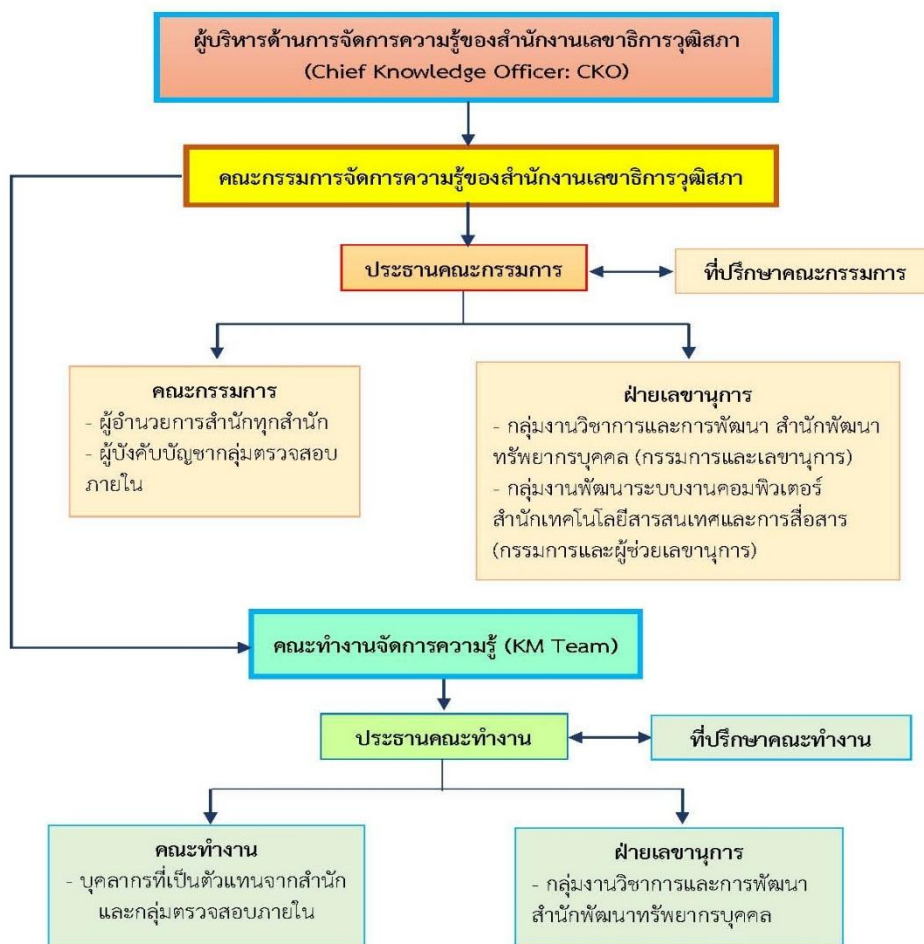 ผู้บริหารด้านการจัดการความรู้ของสำนักงานเลขาธิการวุฒิสภา
(Chief Knowledge Officer: CKO)
คณะกรรมการจัดการความรู้ของสำนักงานเลขาธิการวุฒิสภา
ประธานคณะกรรมการ
ที่ปรึกษาคณะกรรมการ
คณะกรรมการ
- ผู้อำนวยการสำนักทุกสำนัก
- ผู้บังคับบัญชากลุ่มตรวจสอบ
ภายใน
ฝ่ายเลขานุการ
- กลุ่มงานวิชาการและการพัฒนา สำนักพัฒนา
ทรัพยากรบุคคล (กรรมการและเลขานุการ)
- กลุ่มงานพัฒนาระบบงานคอมพิวเตอร์
สำนักเทคโนโลยีสารสนเทศและการสื่อสาร
(กรรมการและผู้ช่วยเลขานุการ)
คณะทำงานจัดการความรู้ (KM Team)
ประธานคณะทำงาน
ที่ปรึกษาคณะทำงาน
คณะทำงาน
- บุคลากรที่เป็นตัวแทนจากสำนัก
และกลุ่มตรวจสอบภายใน
ฝ่ายเลขานุการ
- กลุ่มงานวิชาการและการพัฒนา
สำนักพัฒนาทรัพยากรบุคคล